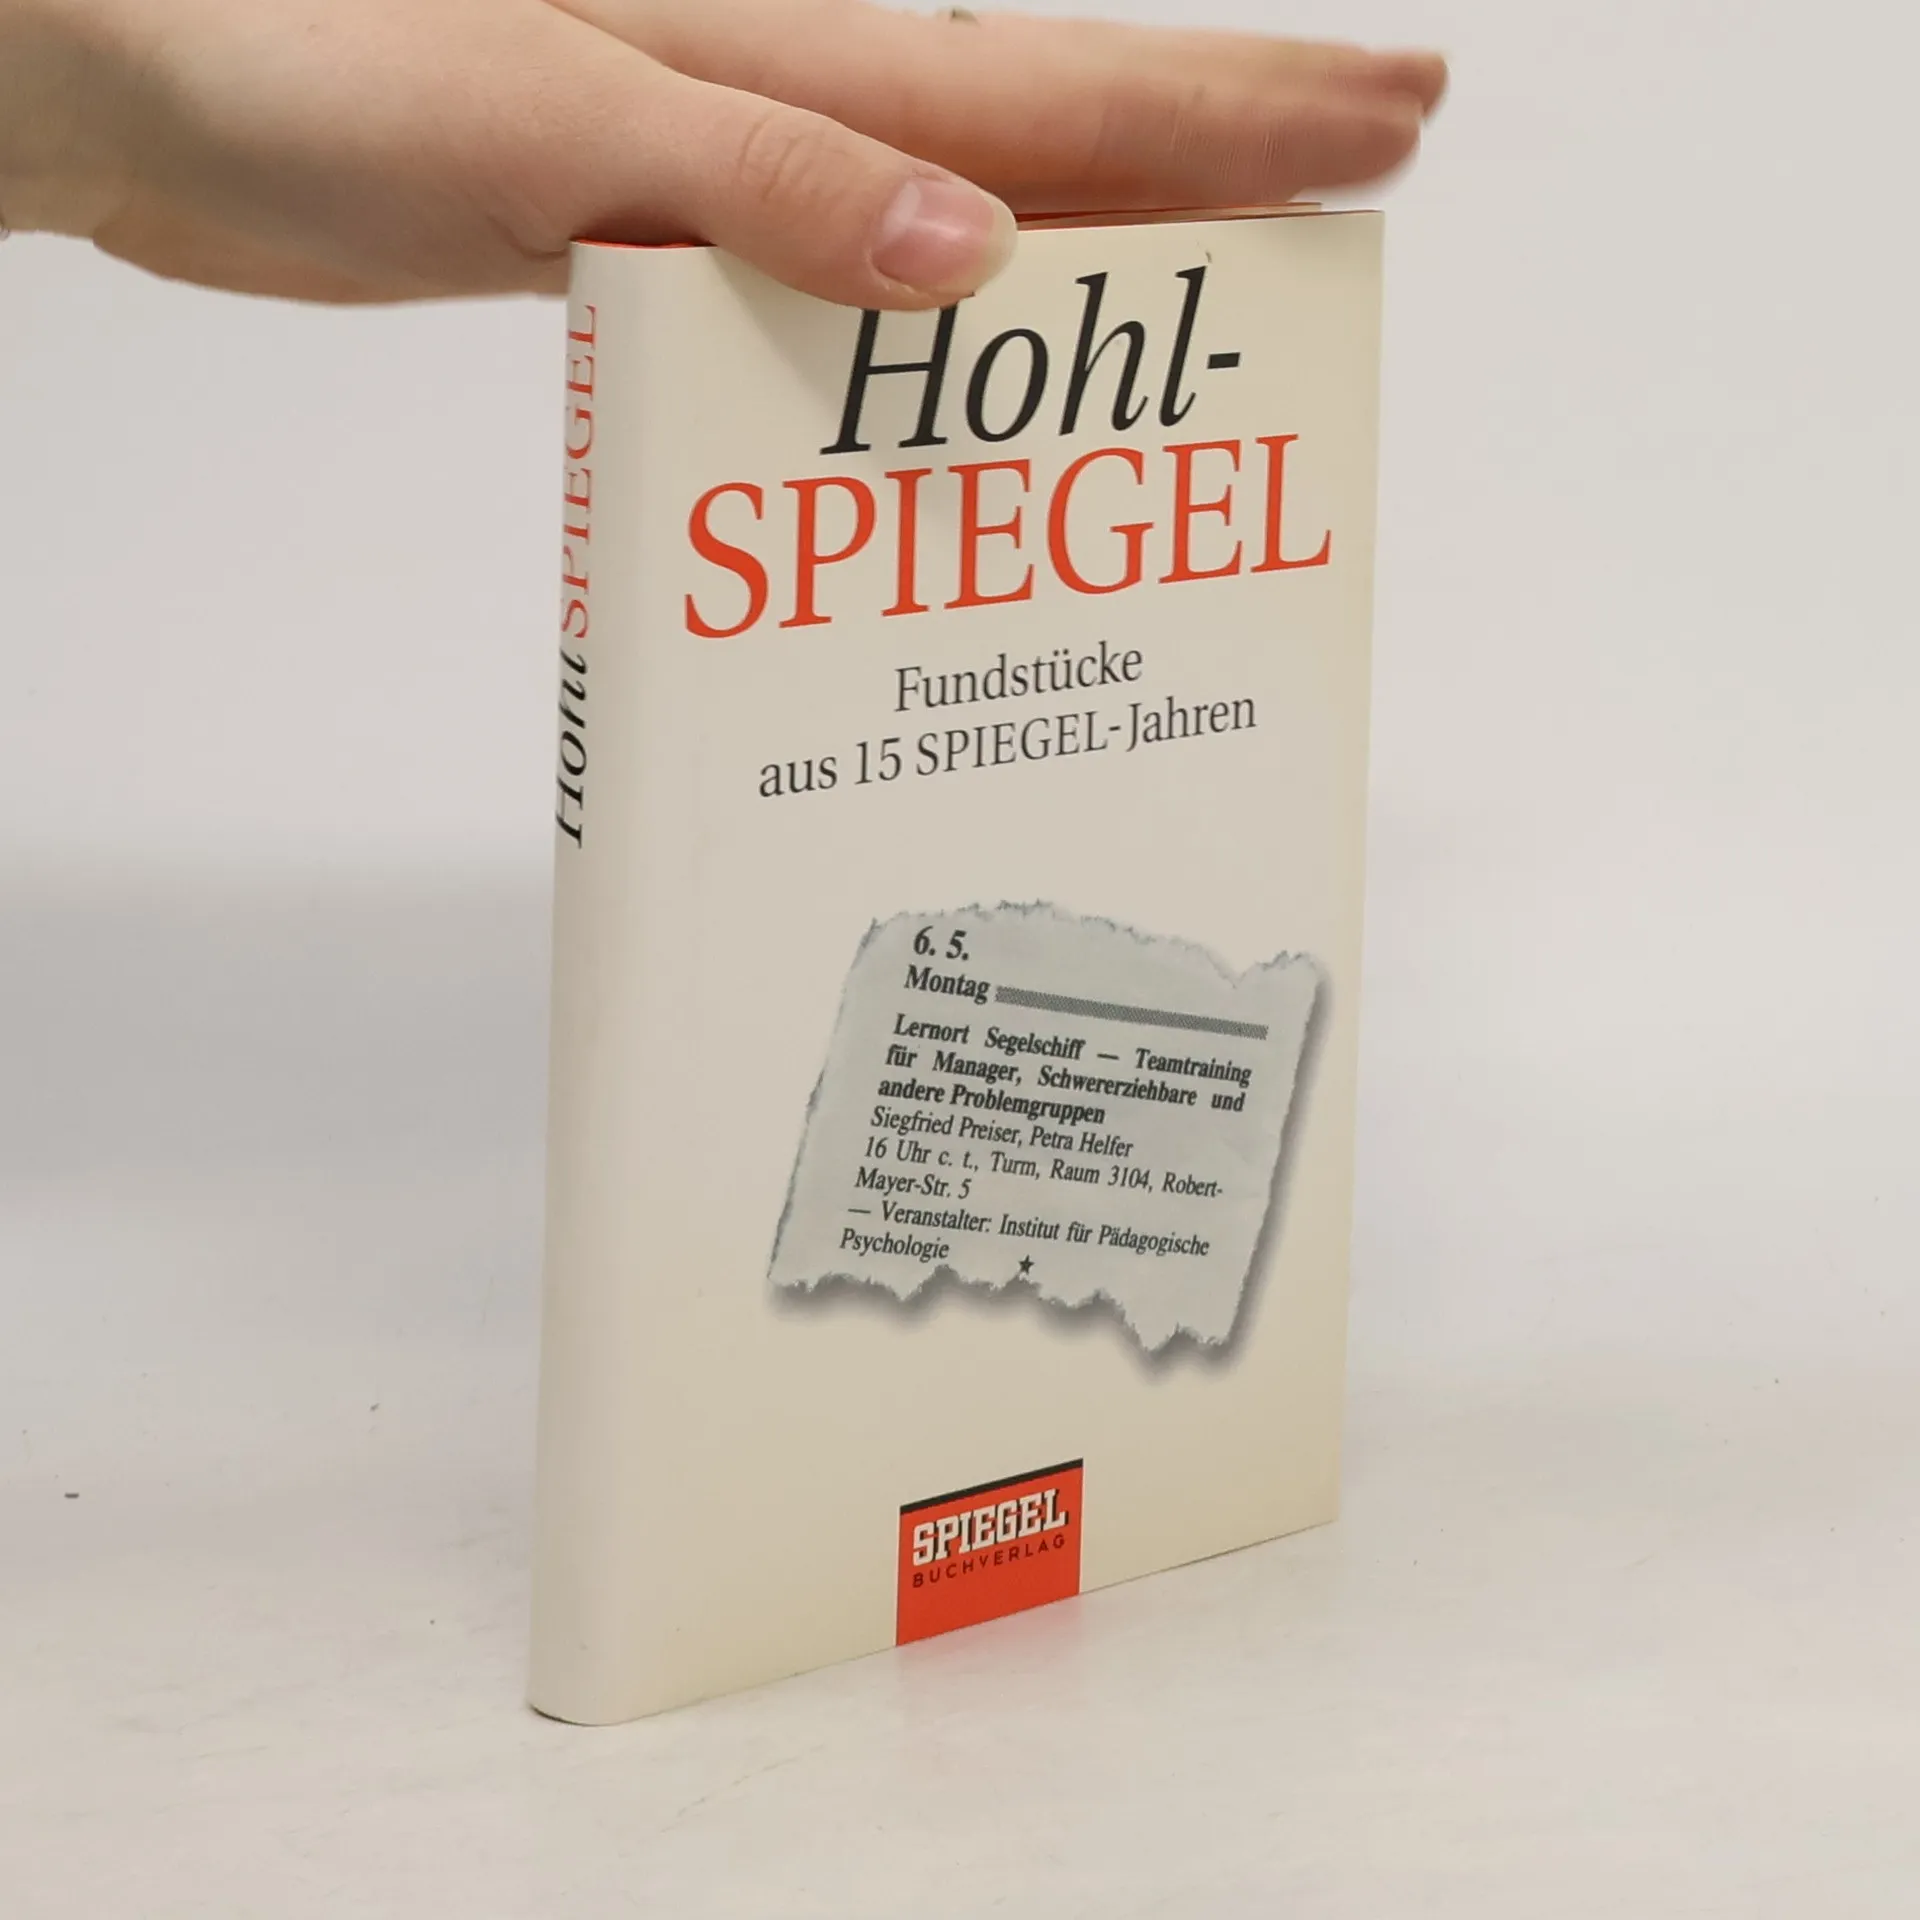 Hohl SPIEGEL
Hohl-
SPIEGEL
Fundstücke
aus 15 SPIEGEL-Jahren
6. 5.
Montag
Lernort Segelschiff — Teamtraining
für Manager, Schwererziehbare und
andere Problemgruppen
Siegfried Preiser, Petra Helfer
16 Uhr c. t., Turm, Raum 3104, Robert-
Mayer-Str. 5
— Veranstalter: Institut für Pädagogische
Psychologie
SPIEGEL
BUCHVERLAG